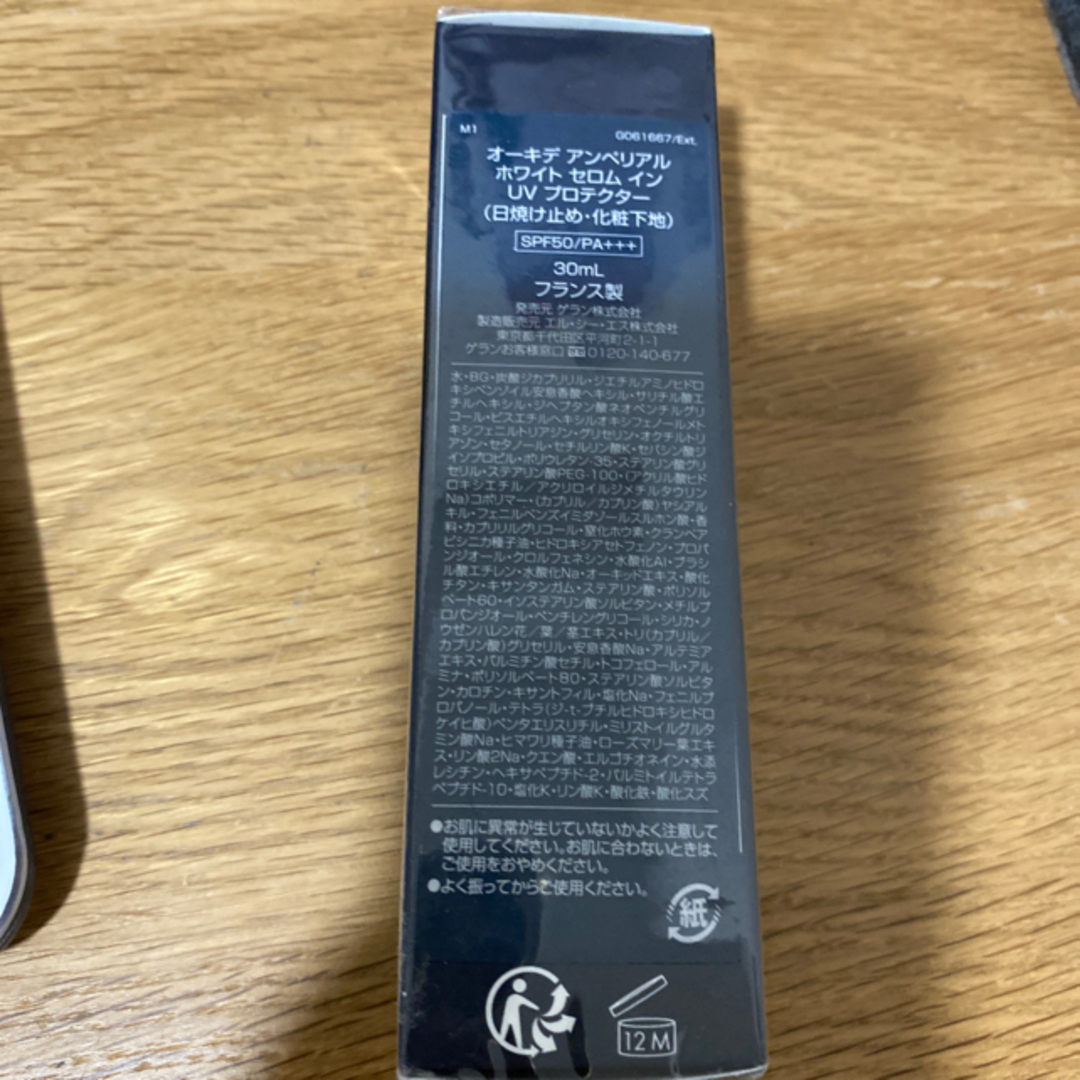 M1 GO61667/Ext.
オーキデ アンペリアル
ホワイト セロム イン
UV プロテクター
(日焼け止め・化粧下地)
SPF50/PA+++
30mL
フランス製
発売元 ゲラン株式会社
製造販売元 エル・シー・エス株式会社
東京都千代田区平河町2-1-1
ゲランお客様窓口 0120-140-677
水・BG・炭酸ジカプリリル・ジエチルアミノヒドロ
キシベンゾイル安息香酸ヘキシル・サリチル酸エ
チルヘキシル・ジヘプタン酸ネオペンチルグリ
コール・ビスエチルヘキシルオキシフェノールメト
キシフェニルトリアジン・グリセリン・オクチルトリ
アゾン・セタノール・セチルリン酸K・セバシン酸ジ
イソプロピル・ポリウレタン-35・ステアリン酸グリ
セリル・ステアリン酸PEG-100・(アクリル酸ヒド
ロキシエチル/アクリロイルジメチルタウリン
Na)コポリマー・(カプリル/カプリン酸)ヤシアル
キル・フェニルベンズイミダゾールスルホン酸・香
料・カプリリルグリコール・窒化ホウ素・クランベア
ビシニカ種子油・ヒドロキシアセトフェノン・プロパ
ンジオール・クロルフェネシン・水酸化Al・ブラシ
ル酸エチレン・水酸化Na・オーキッドエキス・酸化
チタン・キサンタンガム・ステアリン酸・ポリソル
ベート60・イソステアリン酸ソルビタン・メチルプ
ロパンジオール・ペンチレングリコール・シリカ・ノ
ウゼンハレン花/葉/茎エキス・トリ(カプリル/
カプリン酸)グリセリル・安息香酸Na・アルテミア
エキス・パルミチン酸セチル・トコフェロール・アル
ミナ・ポリソルベート80・ステアリン酸ソルビタ
ン・カロチン・キサントフィル・塩化Na・フェニルプ
ロパノール・テトラ(ジ-t-ブチルヒドロキシヒドロ
ケイヒ酸)ペンタエリスリチル・ミリストイルグルタ
ミン酸Na・ヒマワリ種子油・ローズマリー葉エキ
ス・リン酸2Na・クエン酸・エルゴチオネイン・水添
レシチン・ヘキサペプチド-2・パルミトイルテトラ
ペプチド-10・塩化K・リン酸K・酸化鉄・酸化スズ
●お肌に異常が生じていないかよく注意して
使用してください。お肌に合わないときは、
ご使用をおやめください。
●よく振ってからご使用ください。
紙
12 M